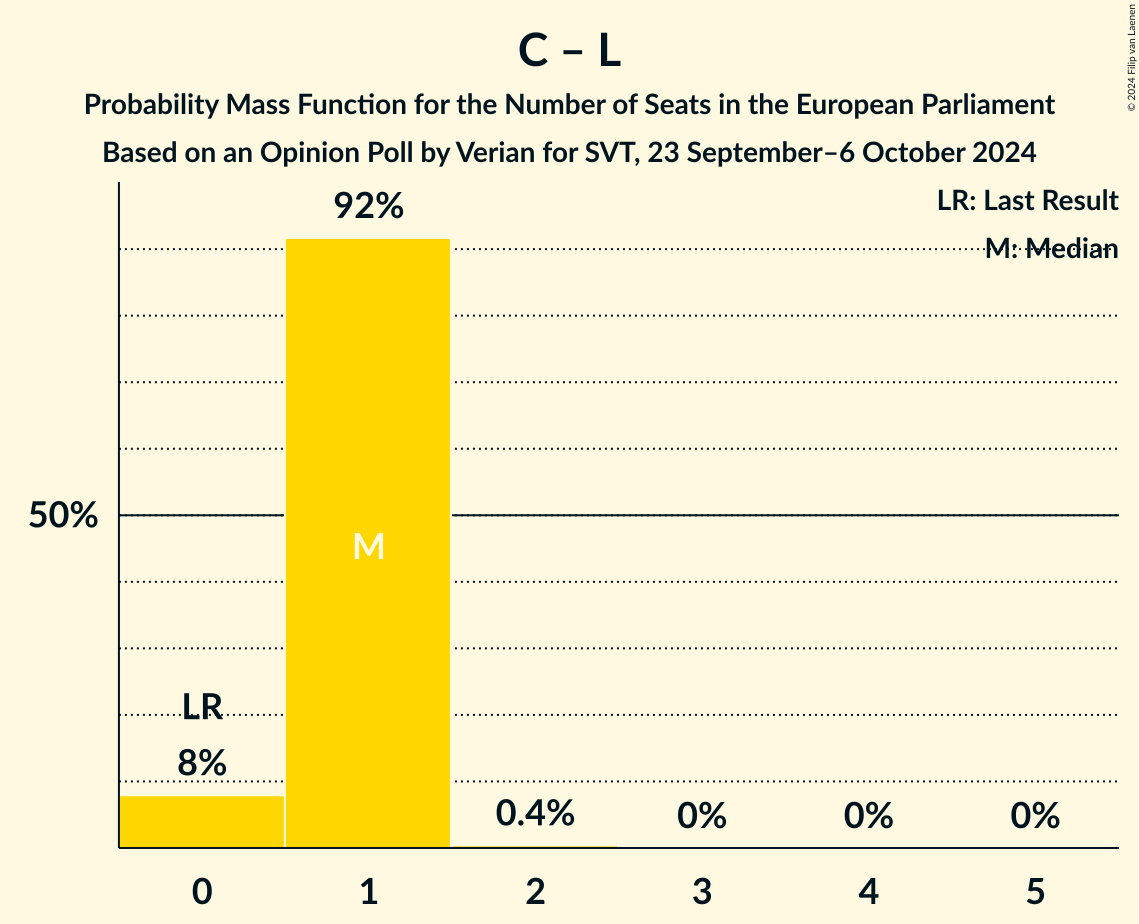 C – L
Probability Mass Function for the Number of Seats in the European Parliament
Based on an Opinion Poll by Verian for SVT, 23 September–6 October 2024
© 2024 Filip van Laenen
LR: Last Result
M: Median
92%
50%
M
LR
8%
0.4%
0%
0%
0%
0
1
2
3
4
5